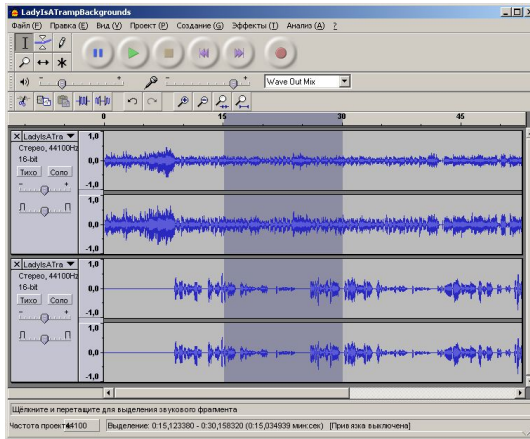 LadyIsATrampBackgrounds
Файл (F) Правка (E) Вид (V) Проект (P) Создание (G) Эффекты (T) Анализ (A) ?
Wave Out Mix
0 15 30 45
LadyIsATra
Стерео, 44100Hz
16-bit
Тихо Соло
- +
Л П
1,0
0,0
-1,0
1,0
0,0
-1,0
LadyIsATra
Стерео, 44100Hz
16-bit
Тихо Соло
- +
Л П
1,0
0,0
-1,0
1,0
0,0
-1,0
Щёлкните и перетащите для выделения звукового фрагмента
Частота проект 44100 Выделение: 0:15,123380 - 0:30,158320 (0:15,034939 мин:сек) [Привязка выключена]